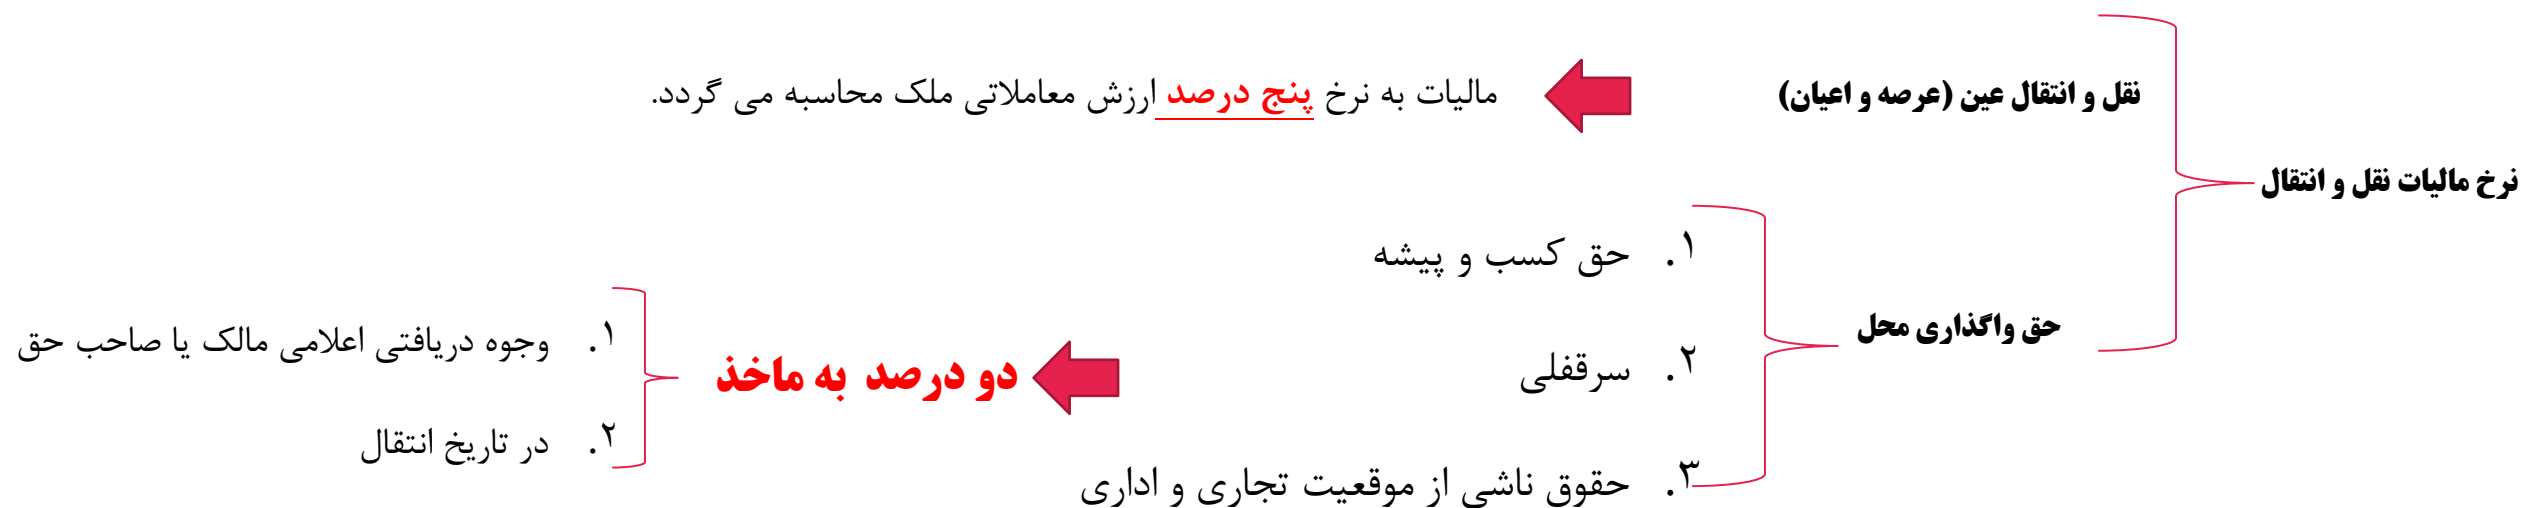 نرخ مالیات نقل و انتقال
نقل و انتقال عین (عرصه و اعیان)
مالیات به نرخ پنج درصد ارزش معاملاتی ملک محاسبه می گردد.
حق واگذاری محل
۱. حق کسب و پیشه
۲. سرقفلی
۳. حقوق ناشی از موقعیت تجاری و اداری
دو درصد به ماخذ
۱. وجوه دریافتی اعلامی مالک یا صاحب حق
۲. در تاریخ انتقال